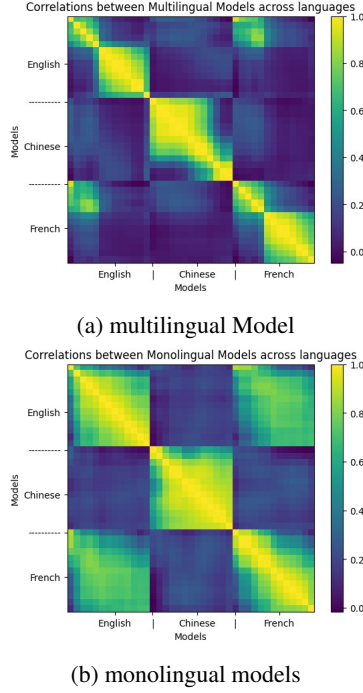 Correlations between Multilingual Models across languages
1.0
0.8
0.6
0.4
0.2
0.0
English
----------
Chinese
----------
French
Models
English | Chinese | French
Models
(a) multilingual Model
Correlations between Monolingual Models across languages
1.0
0.8
0.6
0.4
0.2
0.0
English
----------
Chinese
----------
French
Models
English | Chinese | French
Models
(b) monolingual models